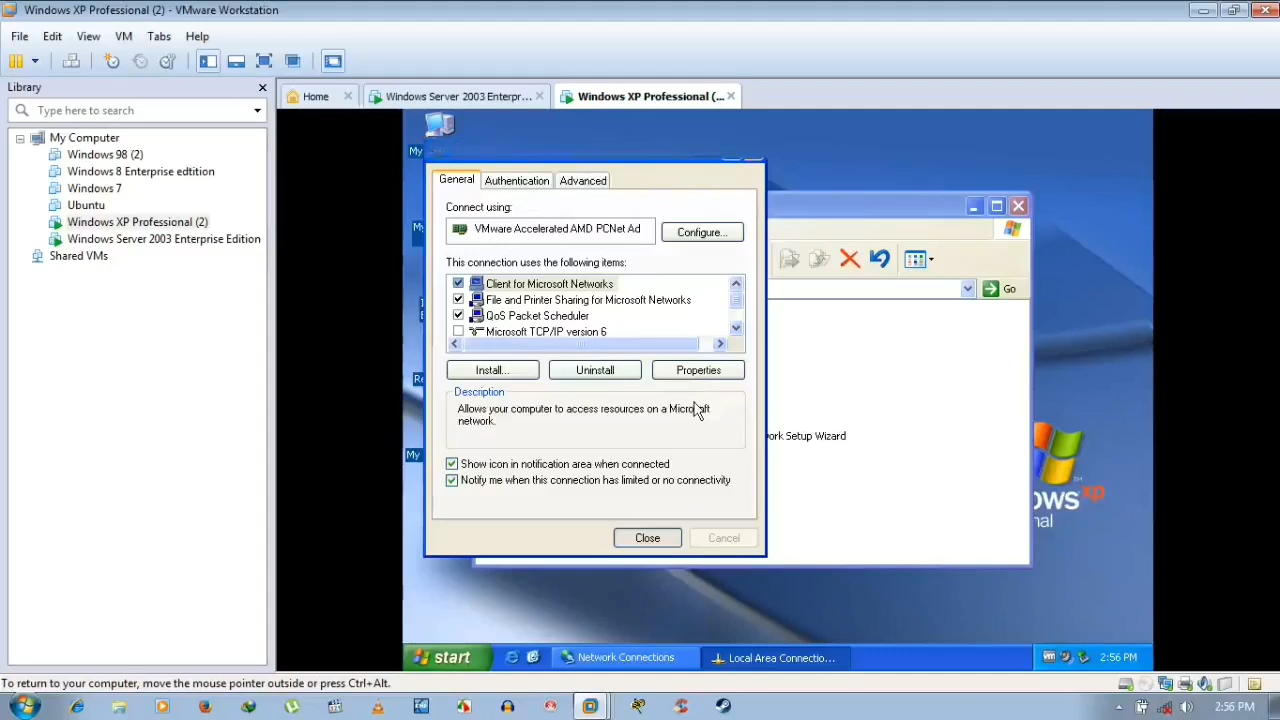 Windows XP Professional (2) - VMware Workstation
File Edit View VM Tabs Help
Library
Type here to search
My Computer
Windows 98 (2)
Windows 8 Enterprise edtition
Windows 7
Ubuntu
Windows XP Professional (2)
Windows Server 2003 Enterprise Edition
Shared VMs
Home
Windows Server 2003 Enterpr...
Windows XP Professional (...
My
General Authentication Advanced
Connect using:
VMware Accelerated AMD PCNet Ad
Configure...
This connection uses the following items:
Client for Microsoft Networks
File and Printer Sharing for Microsoft Networks
QoS Packet Scheduler
Microsoft TCP/IP version 6
Install... Uninstall Properties
Description
Allows your computer to access resources on a Microsoft
network.
Show icon in notification area when connected
Notify me when this connection has limited or no connectivity
Close Cancel
Go
ork Setup Wizard
My
dows xp
nal
start
Network Connections
Local Area Connectio...
2:56 PM
To return to your computer, move the mouse pointer outside or press Ctrl+Alt.
2:56 PM